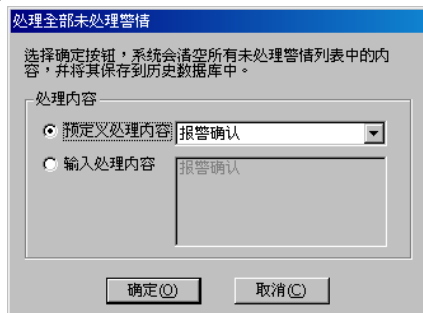 处理全部未处理警情
选择确定按钮，系统会清空所有未处理警情列表中的内
容，并将其保存到历史数据库中。
处理内容
预定义处理内容 报警确认
输入处理内容 报警确认
确定(O) 取消(C)